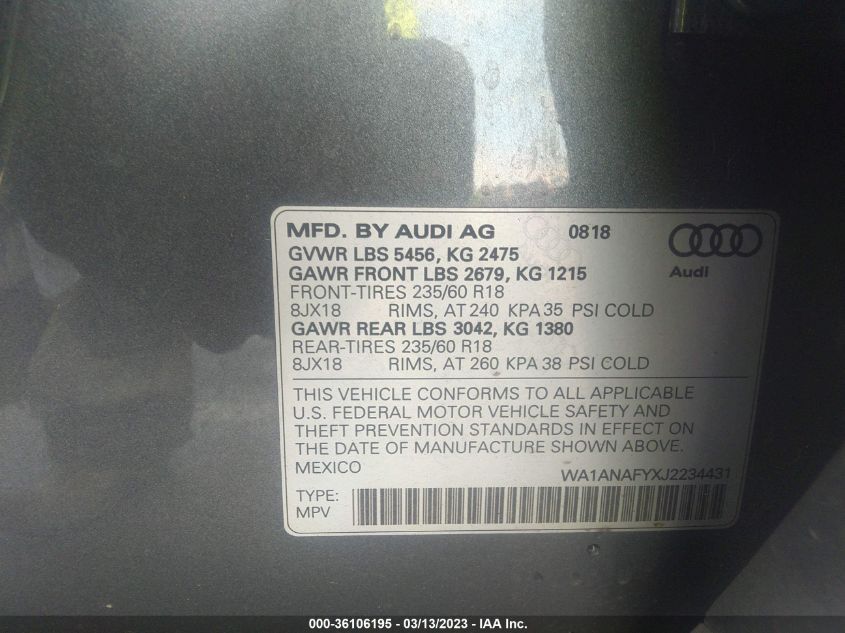 MFD. BY AUDI AG 0818
GVWR LBS 5456, KG 2475
GAWR FRONT LBS 2679, KG 1215
Audi
FRONT-TIRES 235/60 R18
8JX18 RIMS, AT 240 KPA 35 PSI COLD
GAWR REAR LBS 3042, KG 1380
REAR-TIRES 235/60 R18
8JX18 RIMS, AT 260 KPA 38 PSI COLD
THIS VEHICLE CONFORMS TO ALL APPLICABLE
U.S. FEDERAL MOTOR VEHICLE SAFETY AND
THEFT PREVENTION STANDARDS IN EFFECT ON
THE DATE OF MANUFACTURE SHOWN ABOVE.
MEXICO
WA1ANAFYXJ2234431
TYPE:
MPV
000-36106195 - 03/13/2023 - IAA Inc.